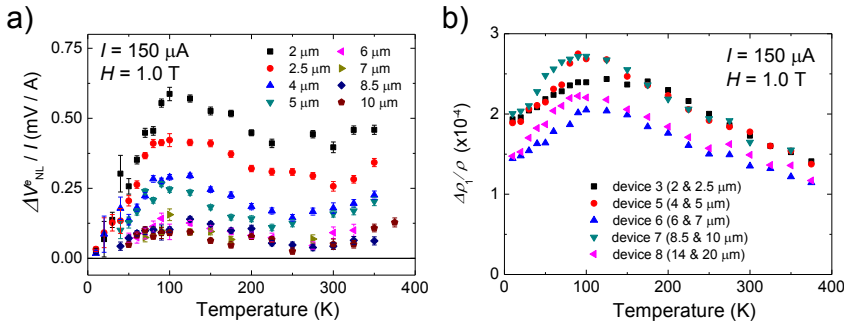 a)
I = 150 μA
H = 1.0 T
2 μm
2.5 μm
4 μm
5 μm
6 μm
7 μm
8.5 μm
10 μm
ΔVᵉNL / I (mV / A)
0.75
0.50
0.25
0.00
0 100 200 300 400
Temperature (K)
b)
I = 150 μA
H = 1.0 T
Δρ₁/ρ (x10⁻⁴)
3
2
1
0
device 3 (2 & 2.5 μm)
device 5 (4 & 5 μm)
device 6 (6 & 7 μm)
device 7 (8.5 & 10 μm)
device 8 (14 & 20 μm)
0 100 200 300 400
Temperature (K)